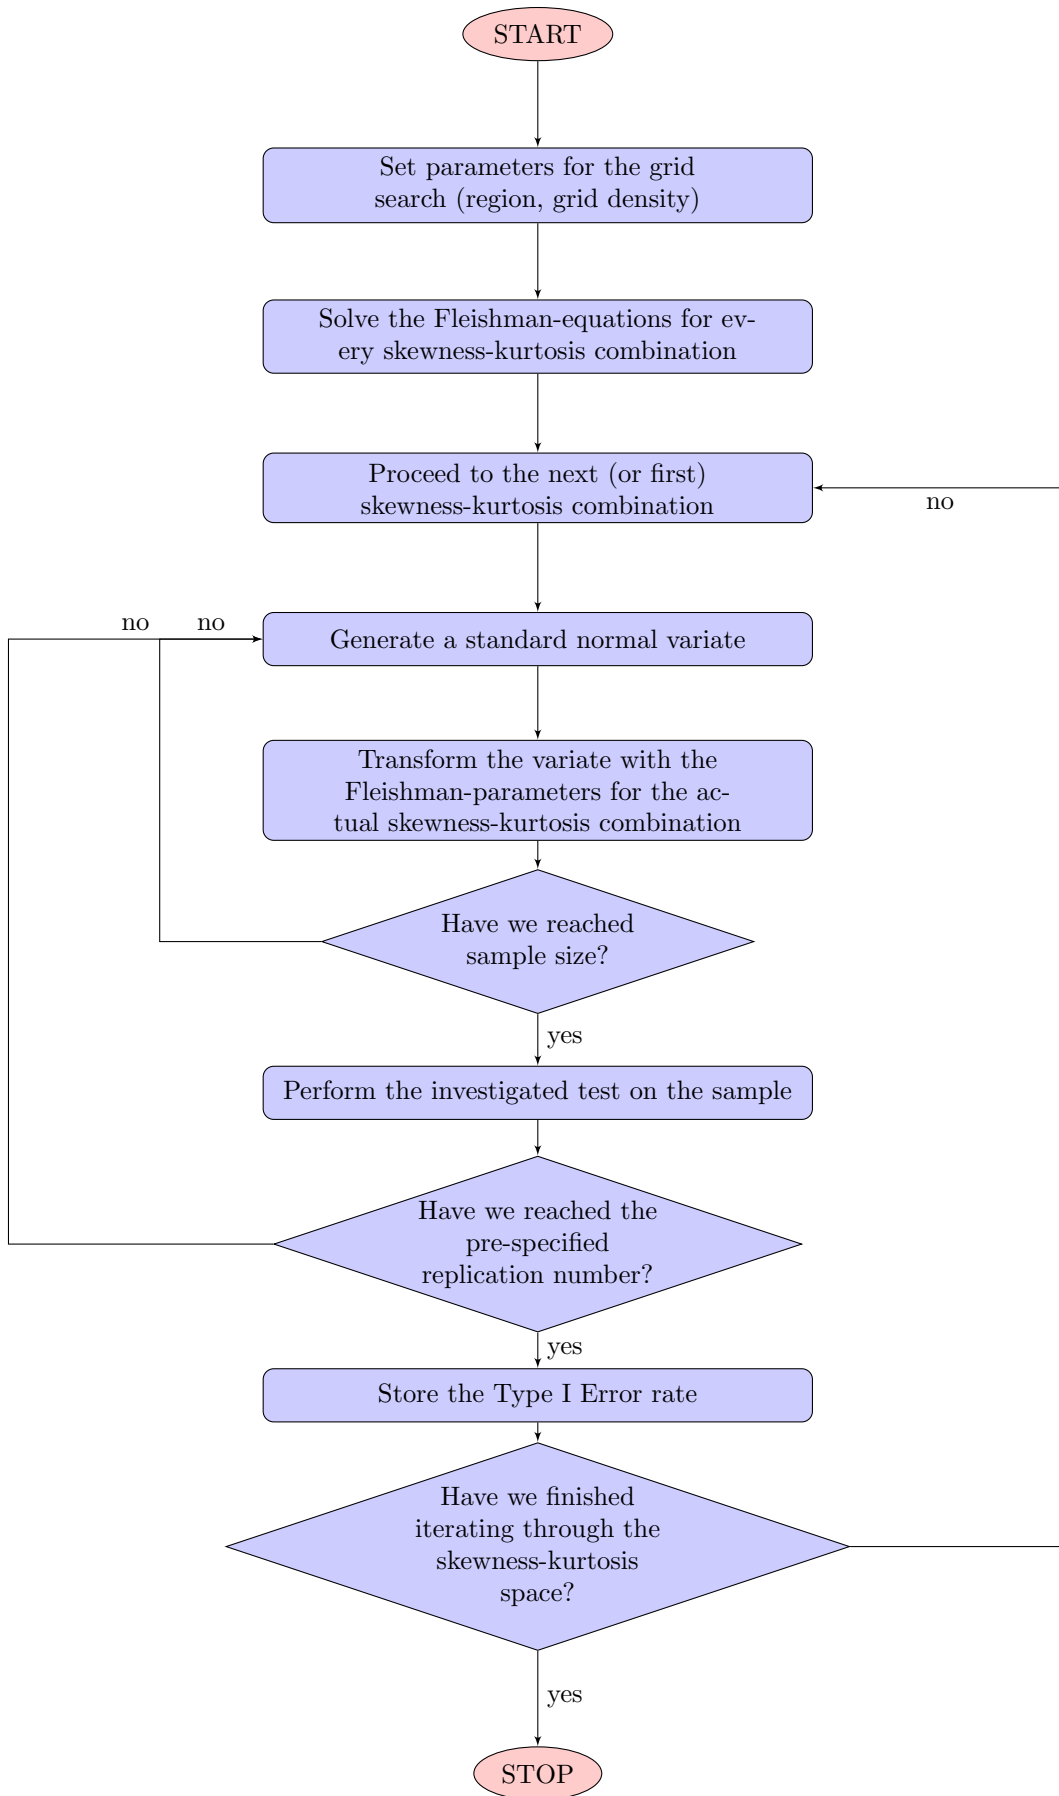 START
Set parameters for the grid
search (region, grid density)
Solve the Fleishman-equations for ev-
ery skewness-kurtosis combination
Proceed to the next (or first)
skewness-kurtosis combination
no
no
no
Generate a standard normal variate
Transform the variate with the
Fleishman-parameters for the ac-
tual skewness-kurtosis combination
Have we reached
sample size?
yes
Perform the investigated test on the sample
Have we reached the
pre-specified
replication number?
yes
Store the Type I Error rate
Have we finished
iterating through the
skewness-kurtosis
space?
yes
STOP